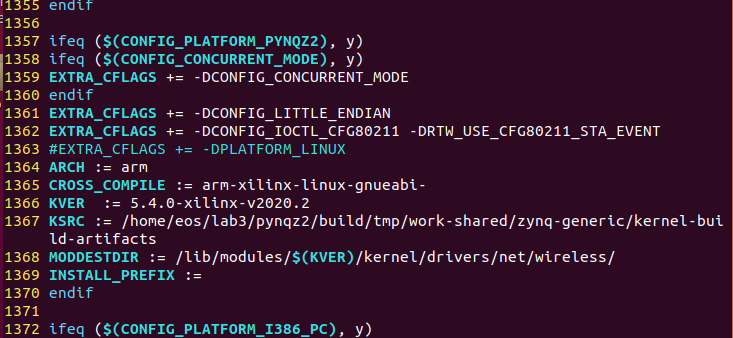 1355 endif
1356
1357 ifeq ($(CONFIG_PLATFORM_PYNQZ2), y)
1358 ifeq ($(CONFIG_CONCURRENT_MODE), y)
1359 EXTRA_CFLAGS += -DCONFIG_CONCURRENT_MODE
1360 endif
1361 EXTRA_CFLAGS += -DCONFIG_LITTLE_ENDIAN
1362 EXTRA_CFLAGS += -DCONFIG_IOCTL_CFG80211 -DRTW_USE_CFG80211_STA_EVENT
1363 #EXTRA_CFLAGS += -DPLATFORM_LINUX
1364 ARCH := arm
1365 CROSS_COMPILE := arm-xilinx-linux-gnueabi-
1366 KVER  := 5.4.0-xilinx-v2020.2
1367 KSRC := /home/eos/lab3/pynqz2/build/tmp/work-shared/zynq-generic/kernel-bui
ld-artifacts
1368 MODDESTDIR := /lib/modules/$(KVER)/kernel/drivers/net/wireless/
1369 INSTALL_PREFIX :=
1370 endif
1371
1372 ifeq ($(CONFIG_PLATFORM_I386_PC), y)